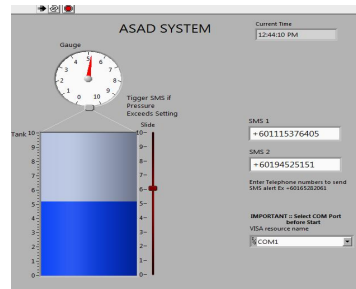 ASAD SYSTEM
Current Time
12:44:10 PM
Gauge
0 1 2 3 4 5 6 7 8 9 10
Tigger SMS if
Pressure
Exceeds Setting
Slide
Tank
10
9
8
7
6
5
4
3
2
1
0
10
9
8
7
6
5
4
3
2
1
0
SMS 1
+601115376405
SMS 2
+60194525151
Enter Telephone numbers to send
SMS alert Ex +60165282061
IMPORTANT :: Select COM Port
before Start
VISA resource name
COM1